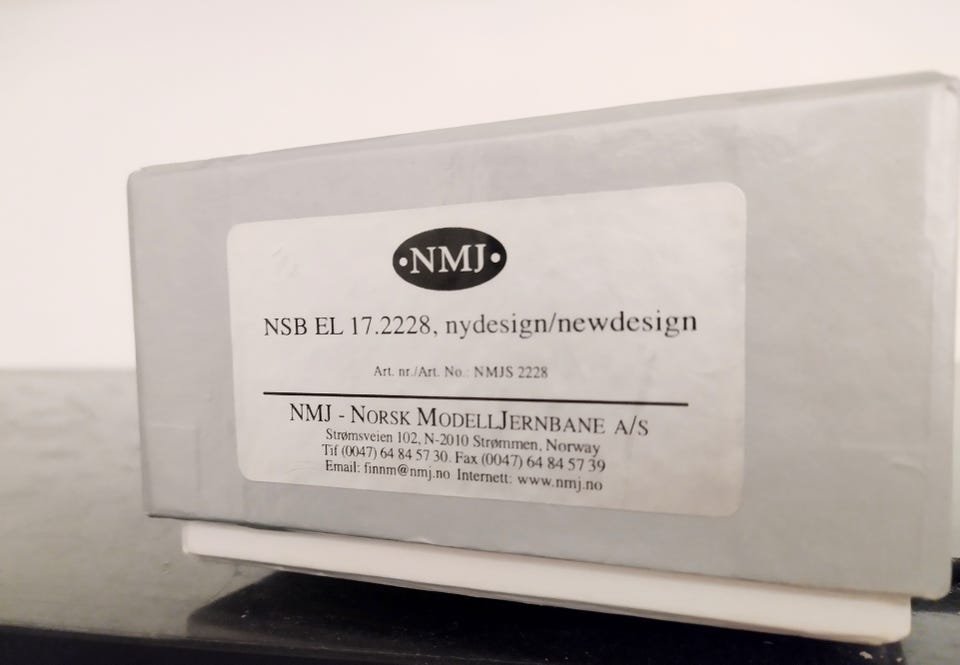 •NMJ•
NSB EL 17.2228, nydesign/newdesign
Art. nr./Art. No.: NMJS 2228
NMJ - NORSK MODELLJERNBANE A/S
Strømsveien 102, N-2010 Strømmen, Norway
Tlf (0047) 64 84 57 30. Fax (0047) 64 84 57 39
Email: finnm@nmj.no Internett: www.nmj.no